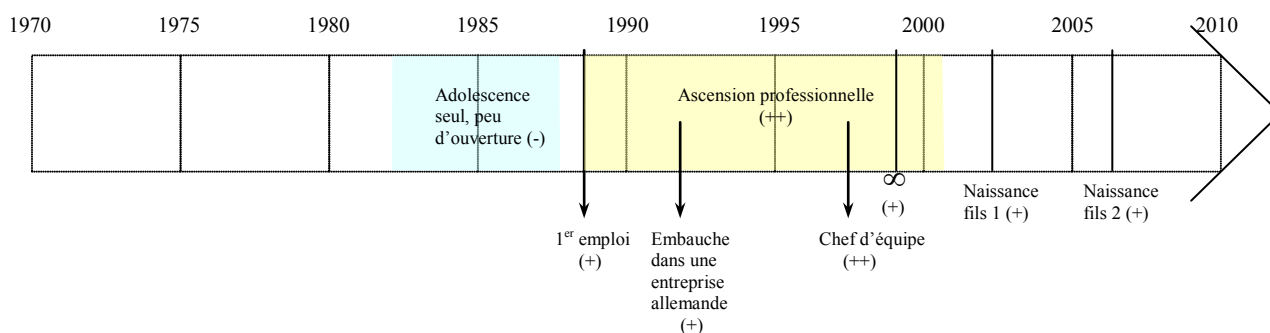 1970 1975 1980 1985 1990 1995 2000 2005 2010
Adolescence
seul, peu
d’ouverture (-)
Ascension professionnelle
(++)
∞
(+)
Naissance
fils 1 (+)
Naissance
fils 2 (+)
1er emploi
(+)
Embauche
dans une
entreprise
allemande
(+)
Chef d’équipe
(++)